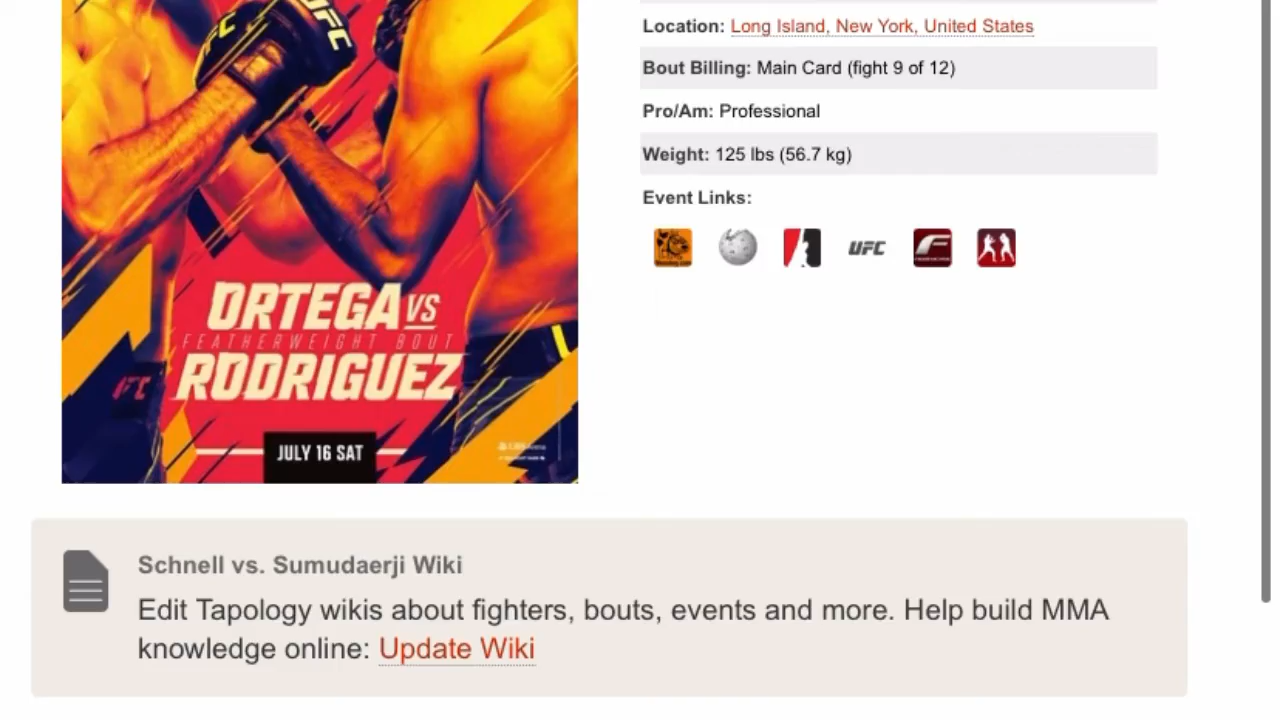 UFC
UFC
Location: Long Island, New York, United States
Bout Billing: Main Card (fight 9 of 12)
Pro/Am: Professional
Weight: 125 lbs (56.7 kg)
Event Links:
UFC
ORTEGA VS
FEATHERWEIGHT BOUT
RODRIGUEZ
JULY 16 SAT
Schnell vs. Sumudaerji Wiki
Edit Tapology wikis about fighters, bouts, events and more. Help build MMA
knowledge online: Update Wiki